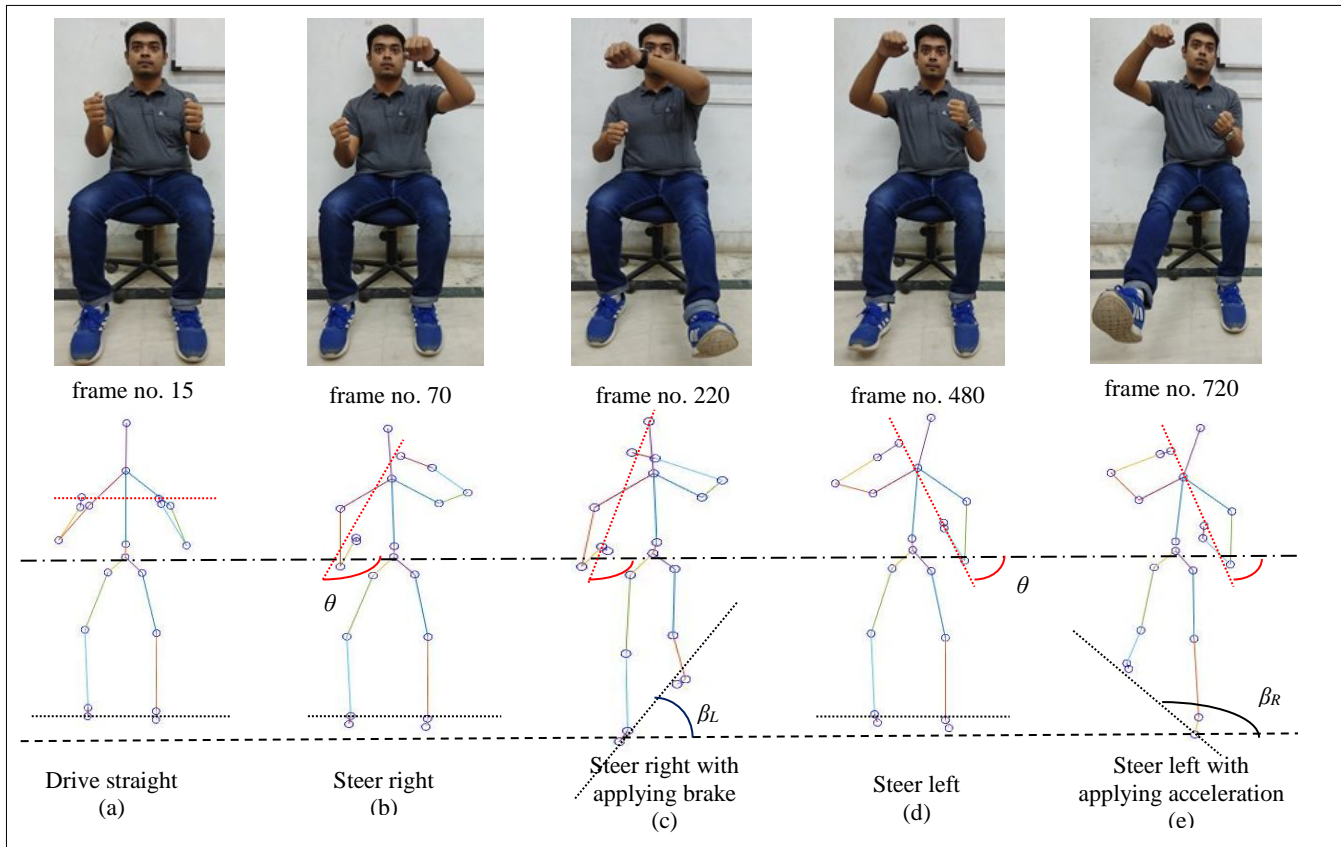 frame no. 15
frame no. 70
frame no. 220
frame no. 480
frame no. 720
θ
θ
β_L
β_R
Drive straight
(a)
Steer right
(b)
Steer right with
applying brake
(c)
Steer left
(d)
Steer left with
applying acceleration
(e)